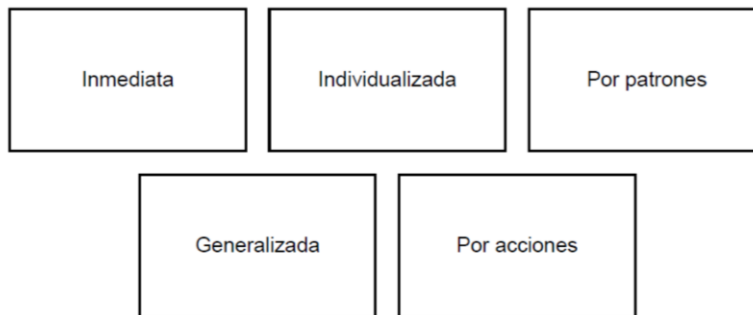 Inmediata
Individualizada
Por patrones
Generalizada
Por acciones